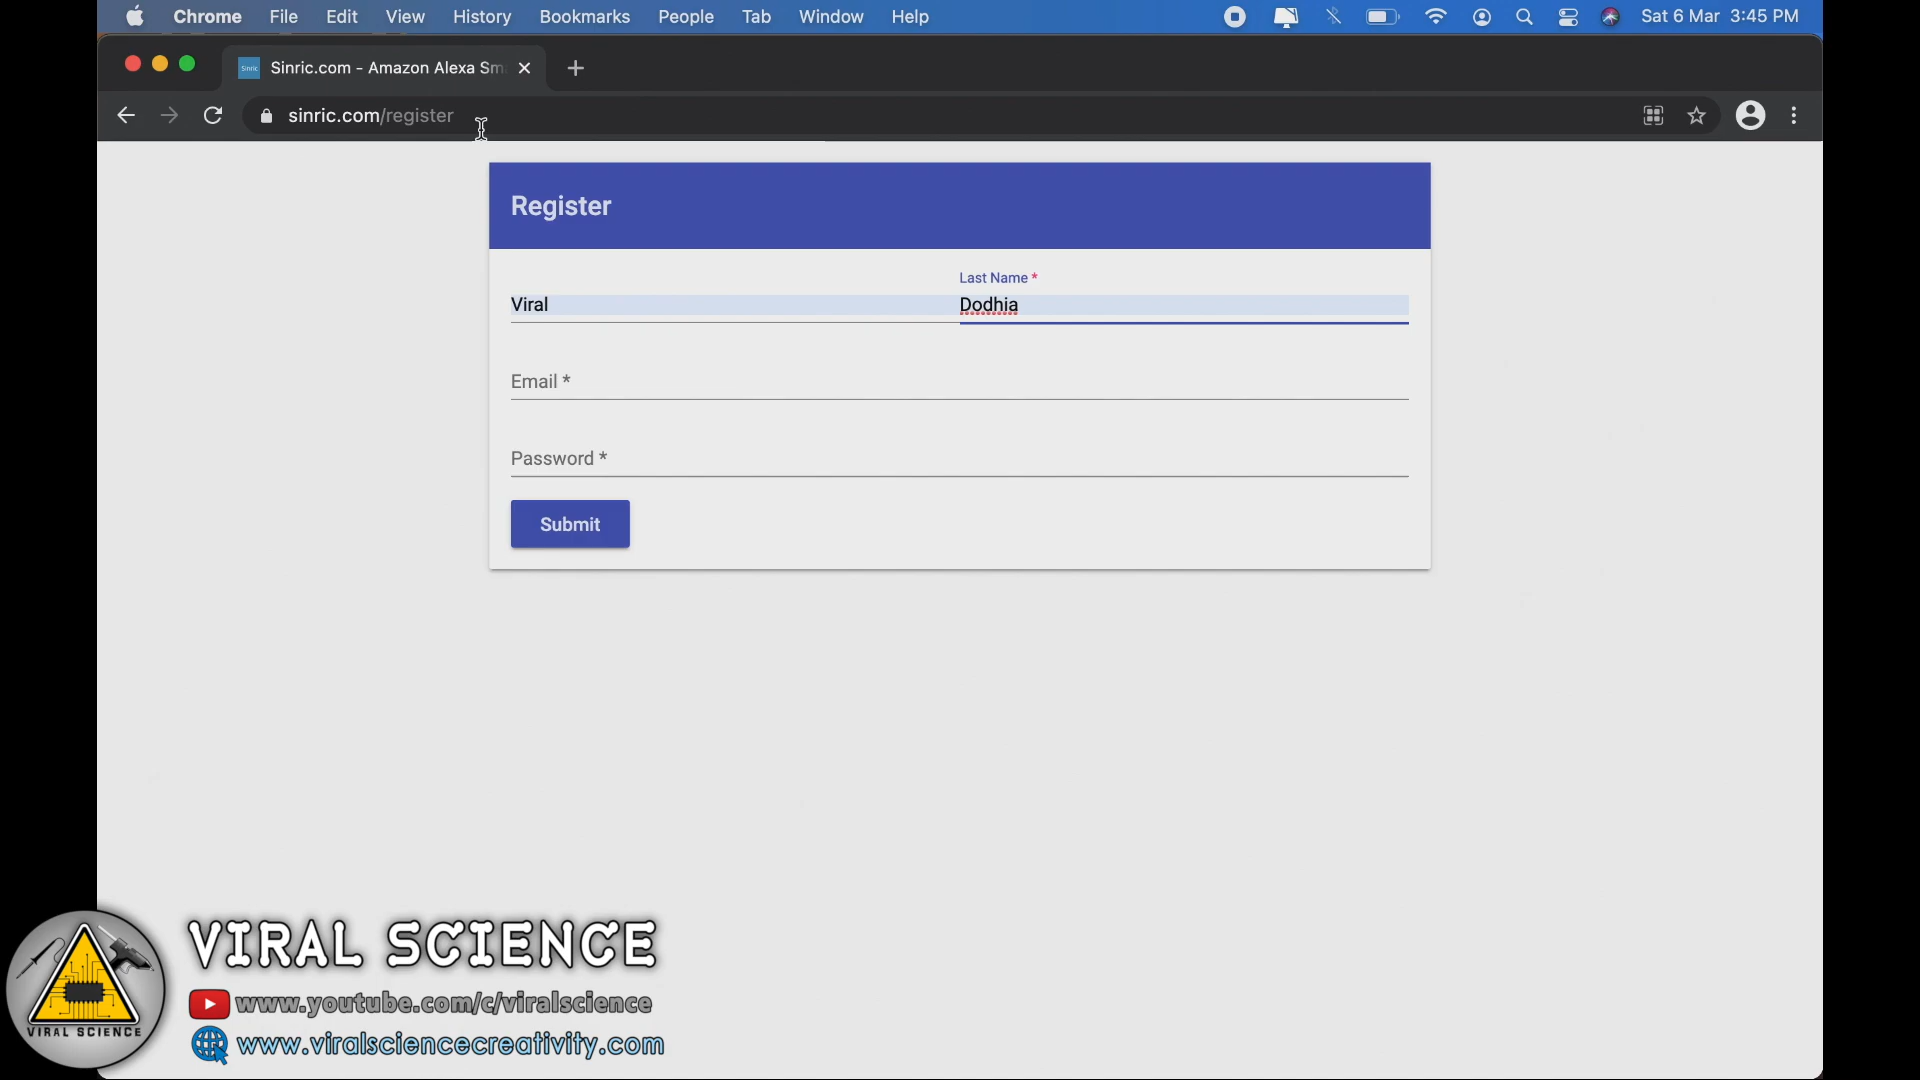 Chrome File Edit View History Bookmarks People Tab Window Help Sat 6 Mar 3:45 PM
Sinric Sinric.com - Amazon Alexa Sm
sinric.com/register
Register
Last Name *
Viral Dodhia
Email *
Password *
Submit
VIRAL SCIENCE
www.youtube.com/c/viralscience
VIRAL SCIENCE
www.viralsciencecreativity.com